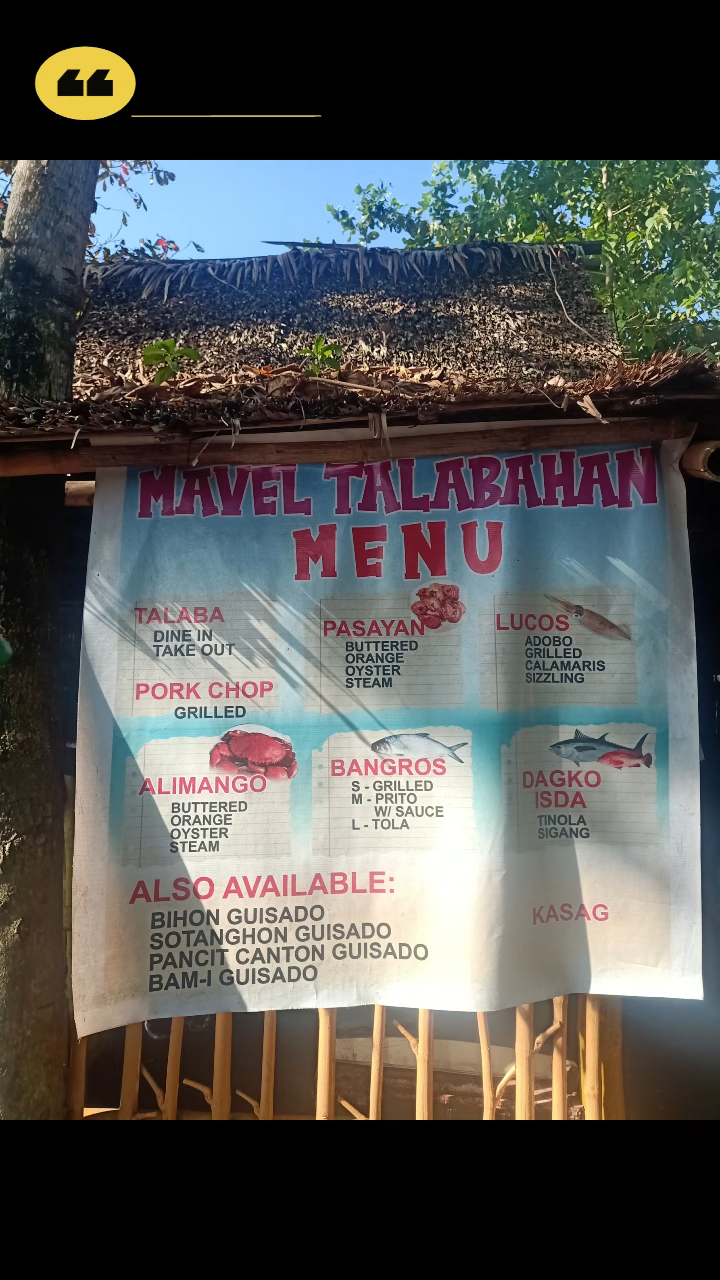 ❝
MAVEL TALABAHAN
MENU
TALABA
DINE IN
TAKE OUT
PORK CHOP
GRILLED
PASAYAN
BUTTERED
ORANGE
OYSTER
STEAM
LUCOS
ADOBO
GRILLED
CALAMARIS
SIZZLING
ALIMANGO
BUTTERED
ORANGE
OYSTER
STEAM
BANGROS
S - GRILLED
M - PRITO
W/ SAUCE
L - TOLA
DAGKO
ISDA
TINOLA
SIGANG
ALSO AVAILABLE:
BIHON GUISADO
SOTANGHON GUISADO
PANCIT CANTON GUISADO
BAM-I GUISADO
KASAG